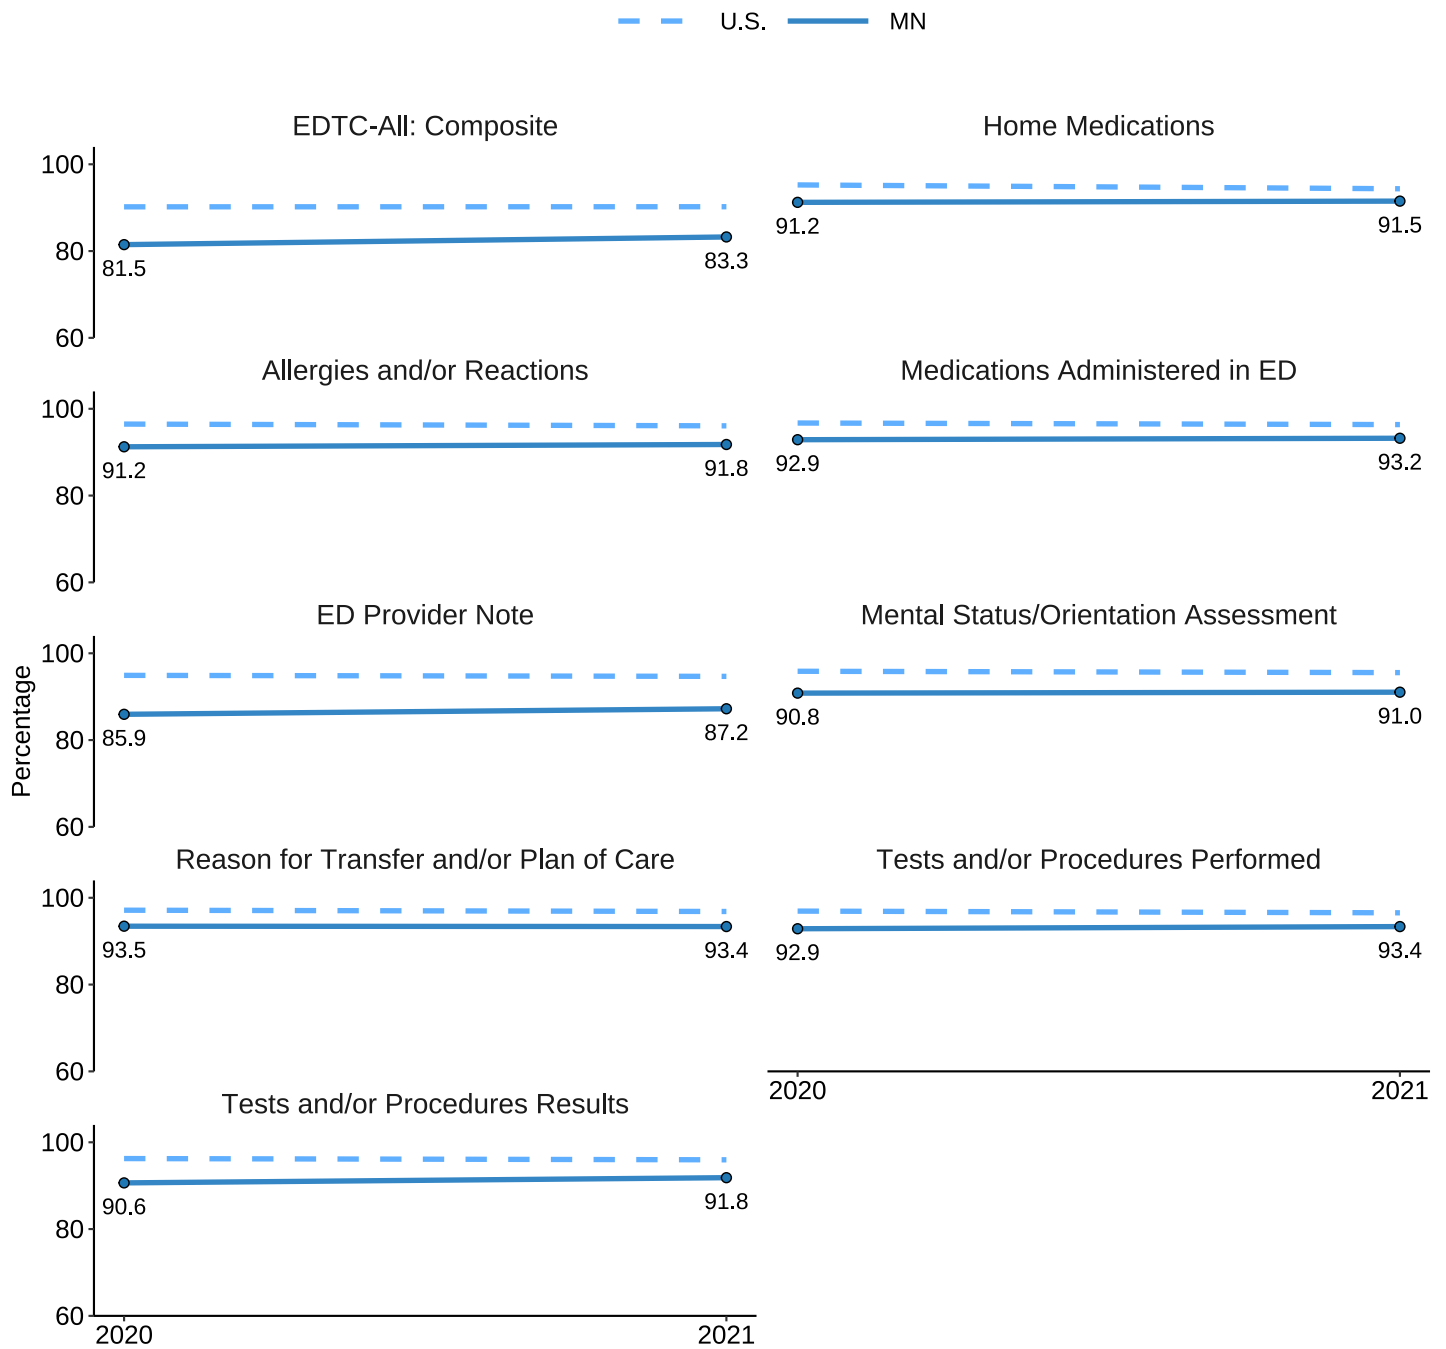 U.S. MN
EDTC-All: Composite
100
80
60
81.5 83.3
Home Medications
91.2 91.5
Allergies and/or Reactions
100
80
60
91.2 91.8
Medications Administered in ED
92.9 93.2
Percentage
ED Provider Note
100
80
60
85.9 87.2
Mental Status/Orientation Assessment
90.8 91.0
Reason for Transfer and/or Plan of Care
100
80
60
93.5 93.4
Tests and/or Procedures Performed
92.9 93.4
2020 2021
Tests and/or Procedures Results
100
80
60
90.6 91.8
2020 2021